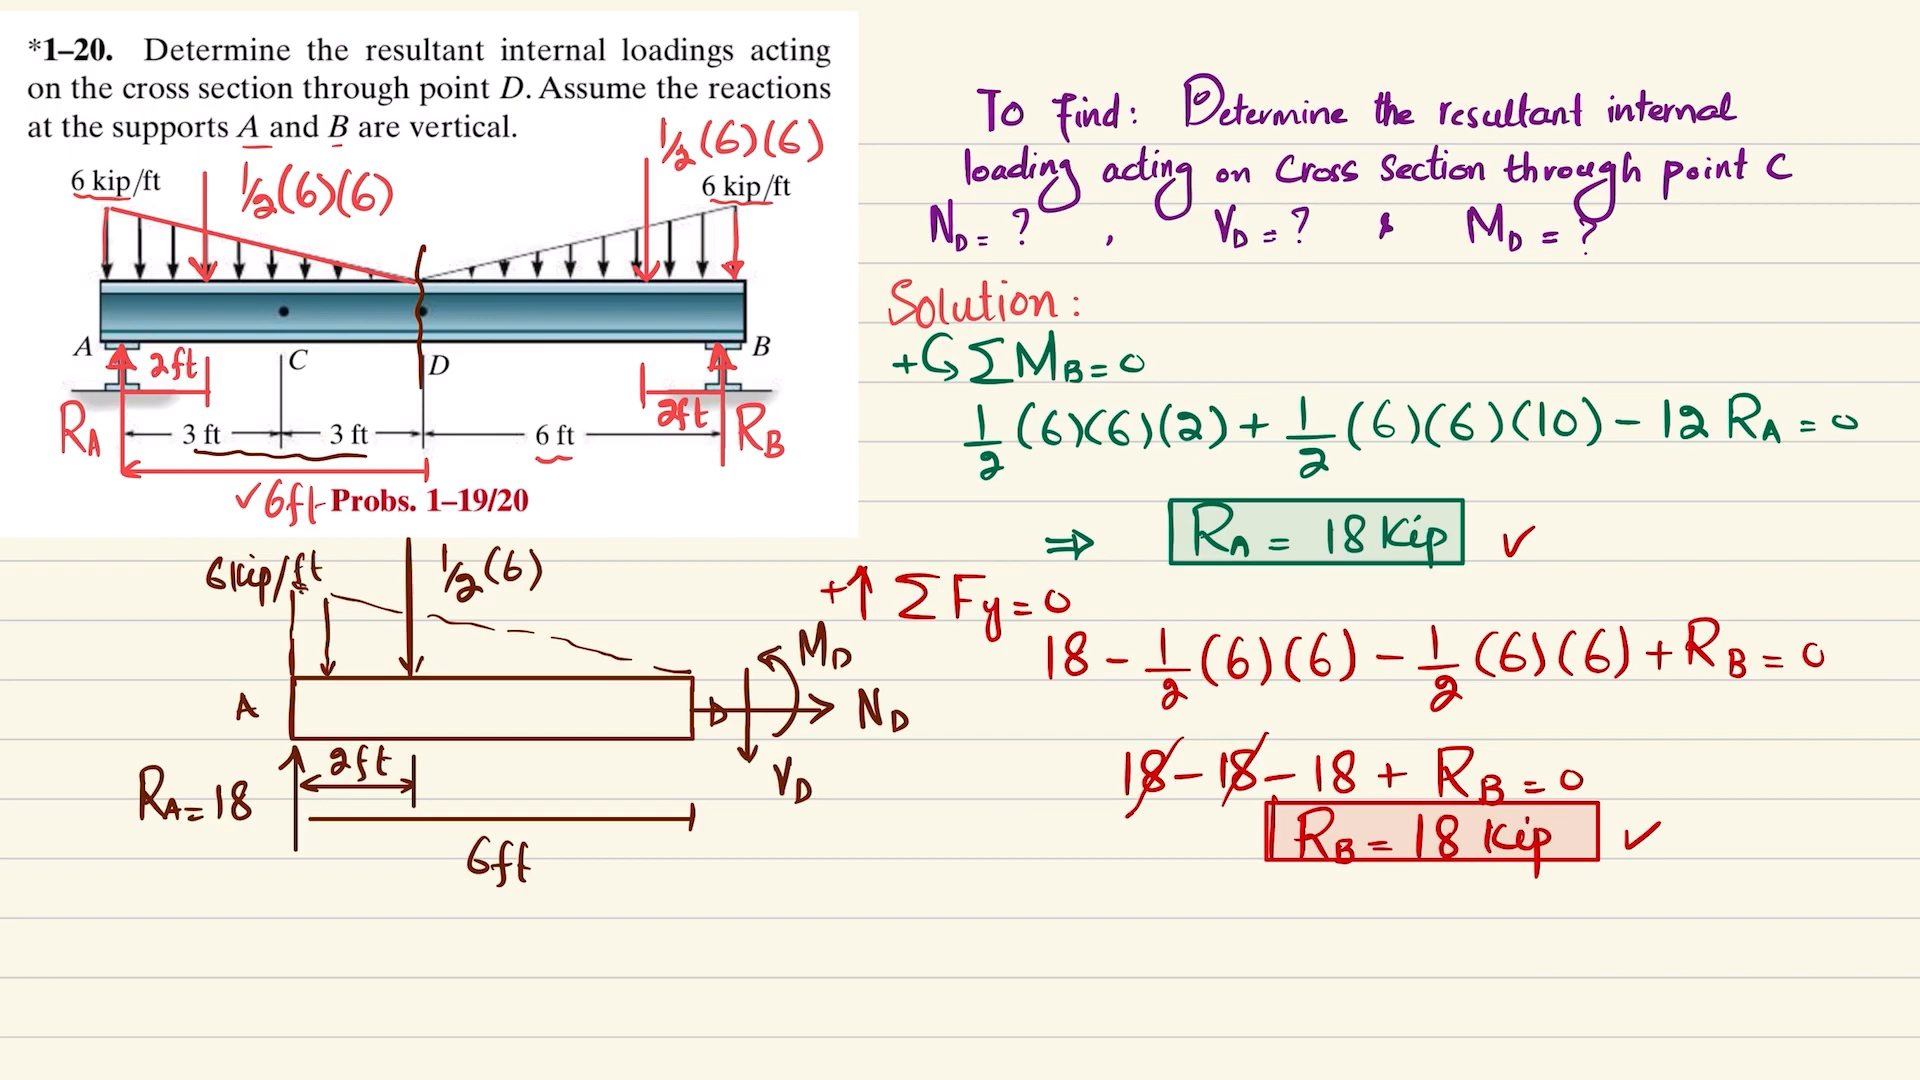 *1–20. Determine the resultant internal loadings acting
on the cross section through point D. Assume the reactions
at the supports A and B are vertical.
½(6)(6)
6 kip/ft
½(6)(6)
6 kip/ft
A
2ft
C
D
B
2ft
RA
3 ft
3 ft
6 ft
RB
✓6ft
Probs. 1–19/20
To find: Determine the resultant internal
loading acting on Cross Section through point C
ND = ? , VD = ? & MD = ?
Solution:
+↺ ΣMB = 0
1/2 (6)(6)(2) + 1/2 (6)(6)(10) - 12 RA = 0
⇒ RA = 18 Kip ✓
+↑ ΣFy = 0
18 - 1/2 (6)(6) - 1/2 (6)(6) + RB = 0
18 - 18 - 18 + RB = 0
RB = 18 Kip ✓
6kip/ft
½(6)
MD
A
D
ND
VD
RA = 18
2ft
6ft